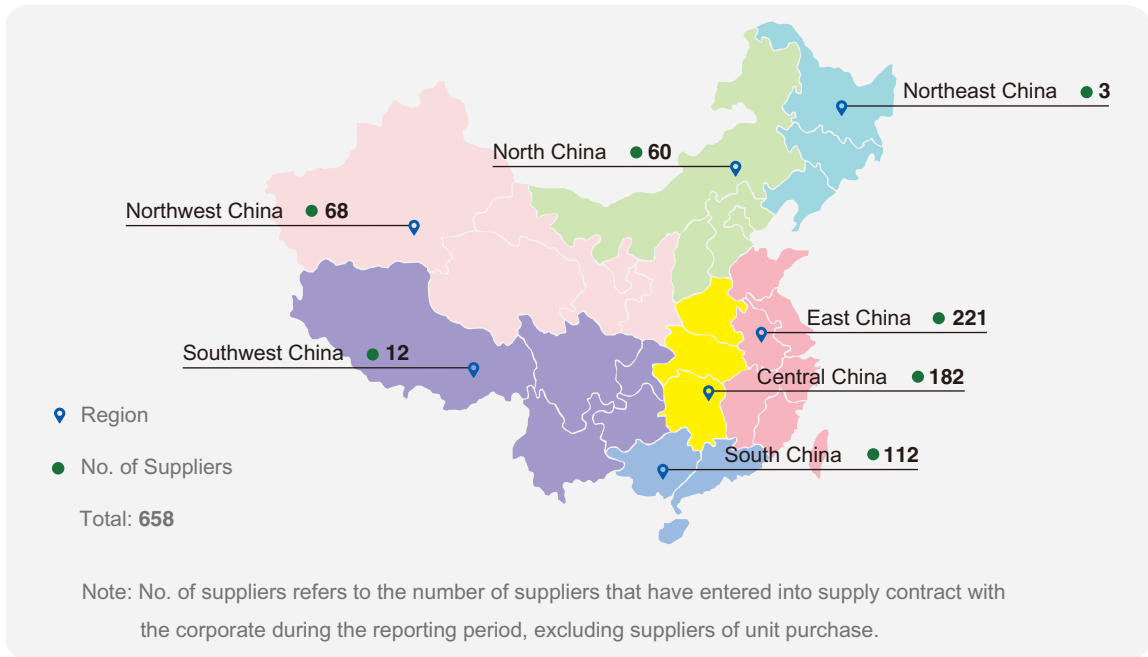 Northeast China 3
North China 60
Northwest China 68
East China 221
Southwest China 12
Central China 182
Region
South China 112
No. of Suppliers
Total: 658
Note: No. of suppliers refers to the number of suppliers that have entered into supply contract with
the corporate during the reporting period, excluding suppliers of unit purchase.